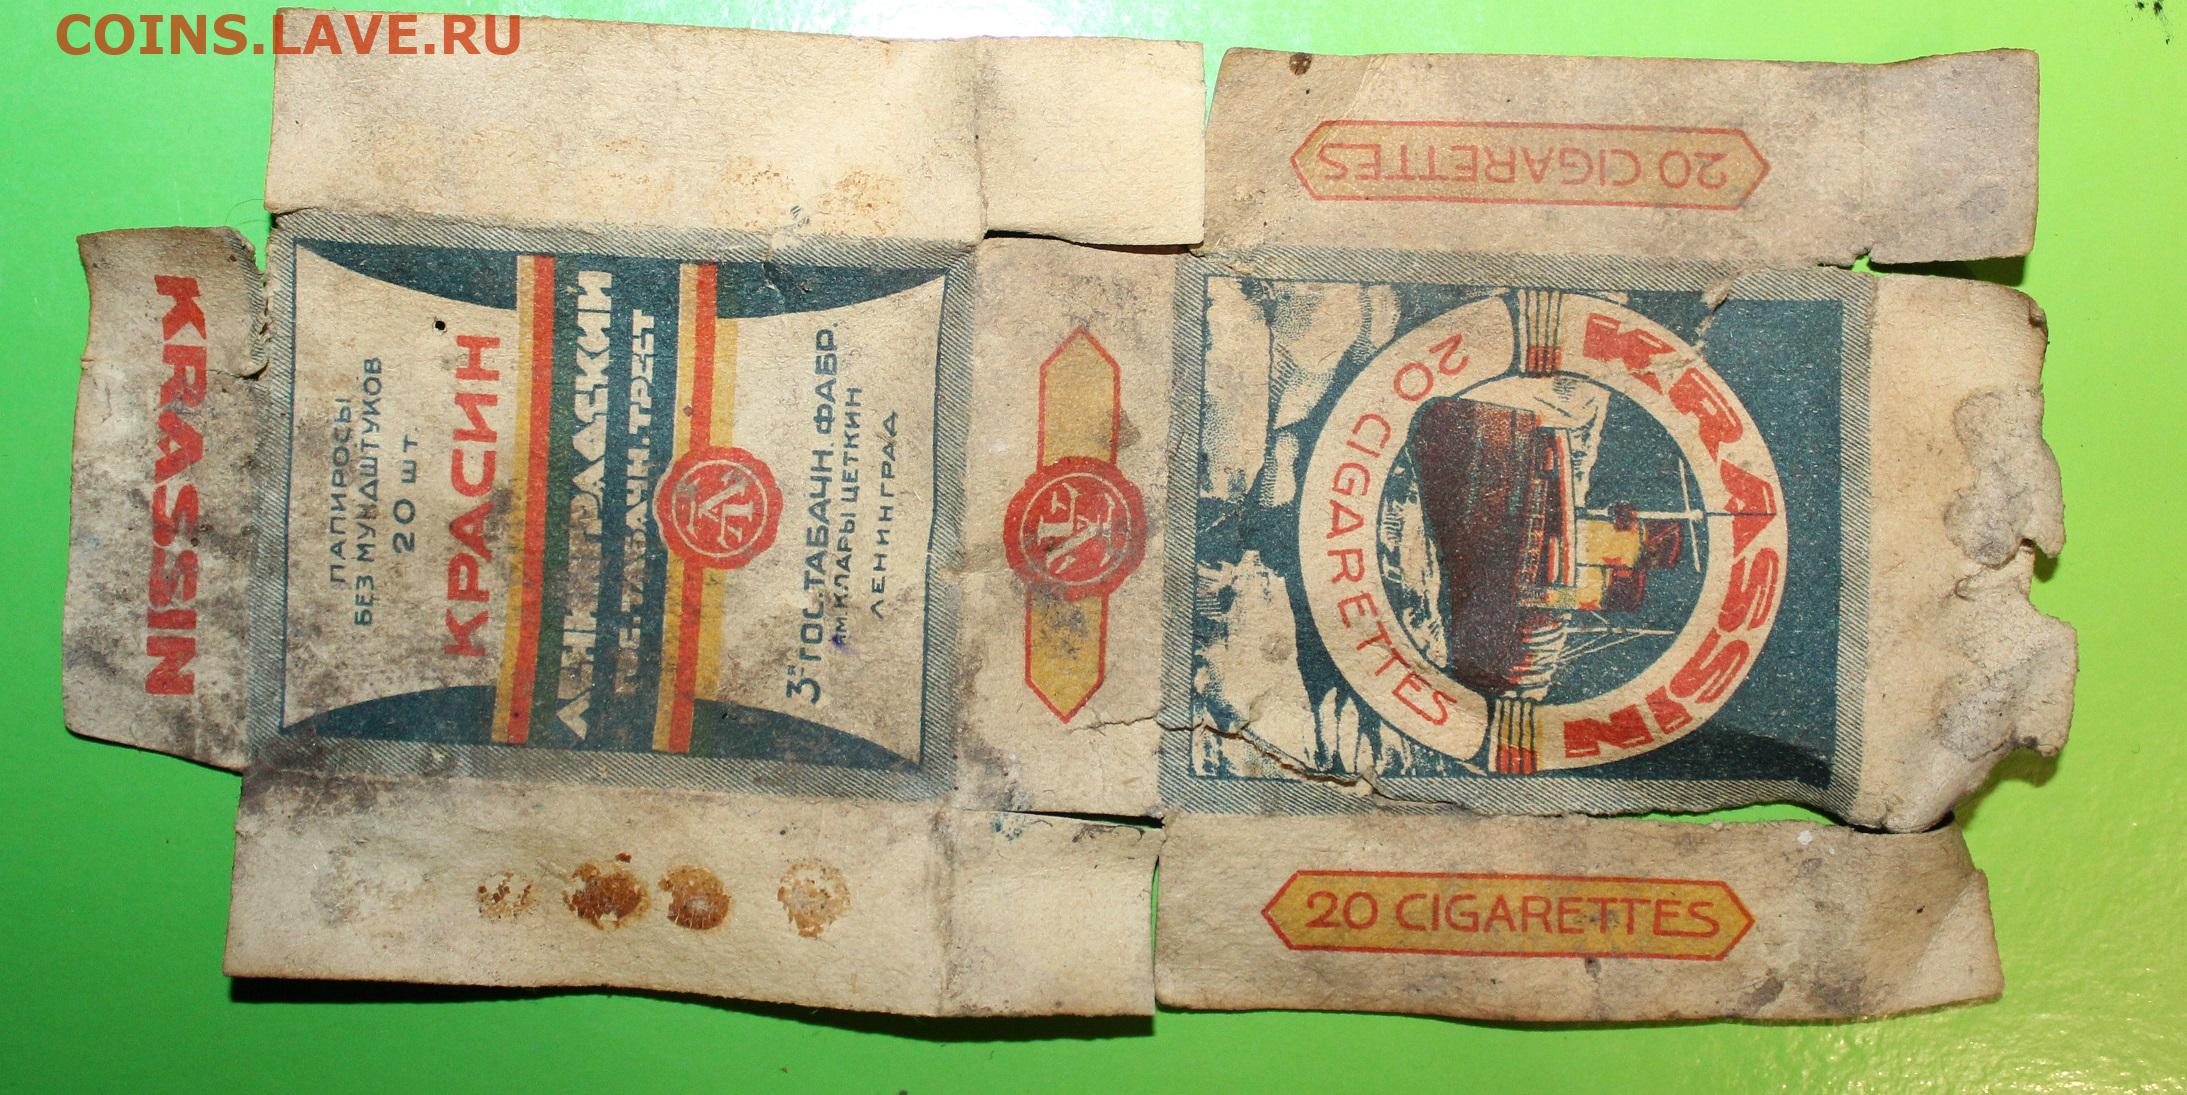 COINS.LAVE.RU
KRASSIN
ПАПИРОСЫ
БЕЗ МУНДШТУКОВ
20 ШТ.
КРАСИН
ЛЕНИНГРАДСКИЙ
ГОС. ТАБАЧН. ТРЕСТ
3я ГОС. ТАБАЧН. ФАБР.
ИМ. КЛАРЫ ЦЕТКИН
ЛЕНИНГРАД
20 CIGARETTES
20 CIGARETTES
KRASSIN
20 CIGARETTES